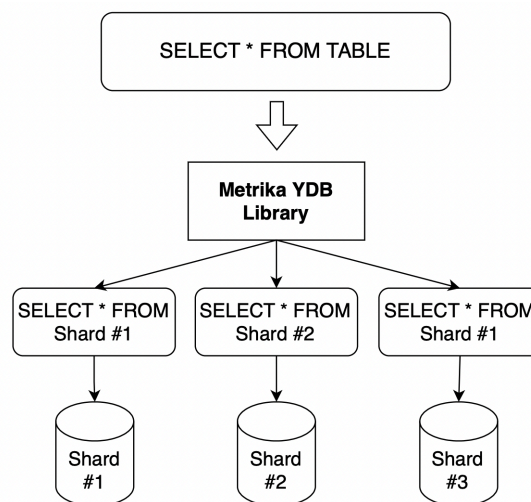 SELECT * FROM TABLE
Metrika YDB
Library
SELECT * FROM
Shard #1
SELECT * FROM
Shard #2
SELECT * FROM
Shard #1
Shard
#1
Shard
#2
Shard
#3